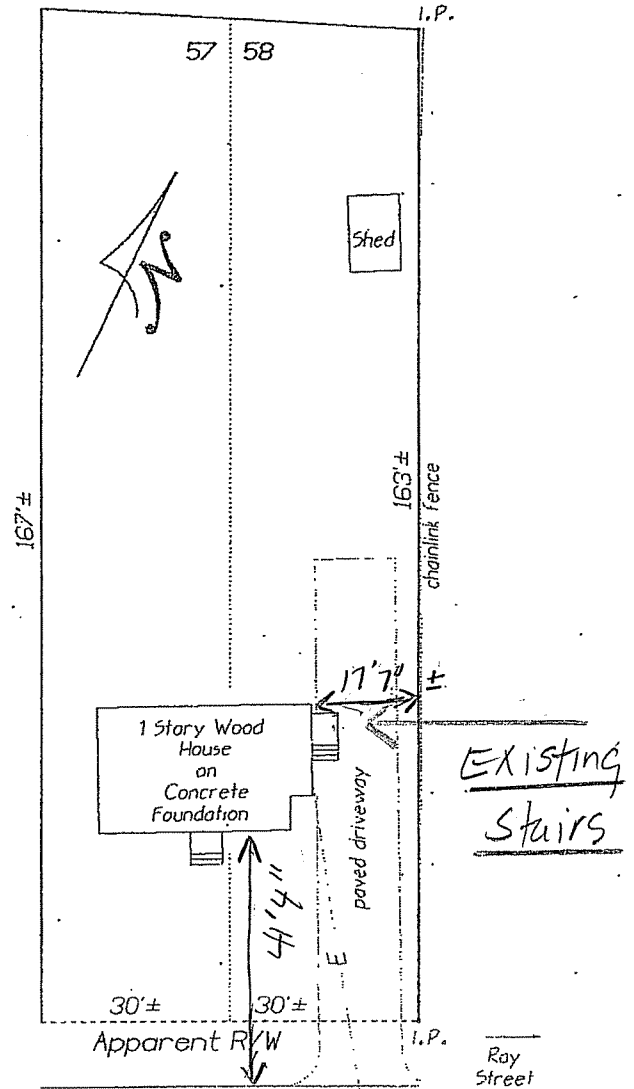 I.P.
57 58
Shed
N
167'±
163'±
chainlink fence
17'7" ±
1 Story Wood
House
on
Concrete
Foundation
Existing
Stairs
paved driveway
41'4"
E
30'± 30'±
Apparent R/W
I.P.
Ray
Street